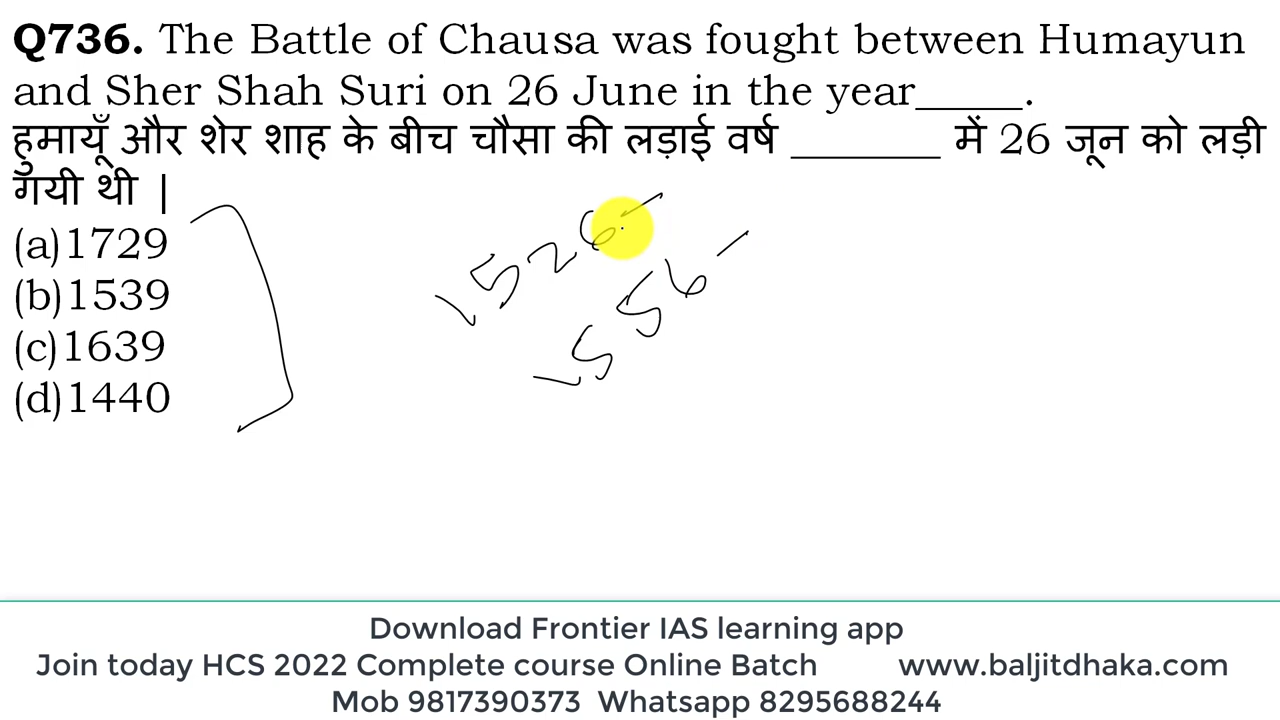 Q736. The Battle of Chausa was fought between Humayun
and Sher Shah Suri on 26 June in the year_____.
हुमायूँ और शेर शाह के बीच चौसा की लड़ाई वर्ष _______ में 26 जून को लड़ी
गयी थी |
(a)1729
(b)1539
(c)1639
(d)1440
1526
1556
Download Frontier IAS learning app
Join today HCS 2022 Complete course Online Batch www.baljitdhaka.com
Mob 9817390373 Whatsapp 8295688244